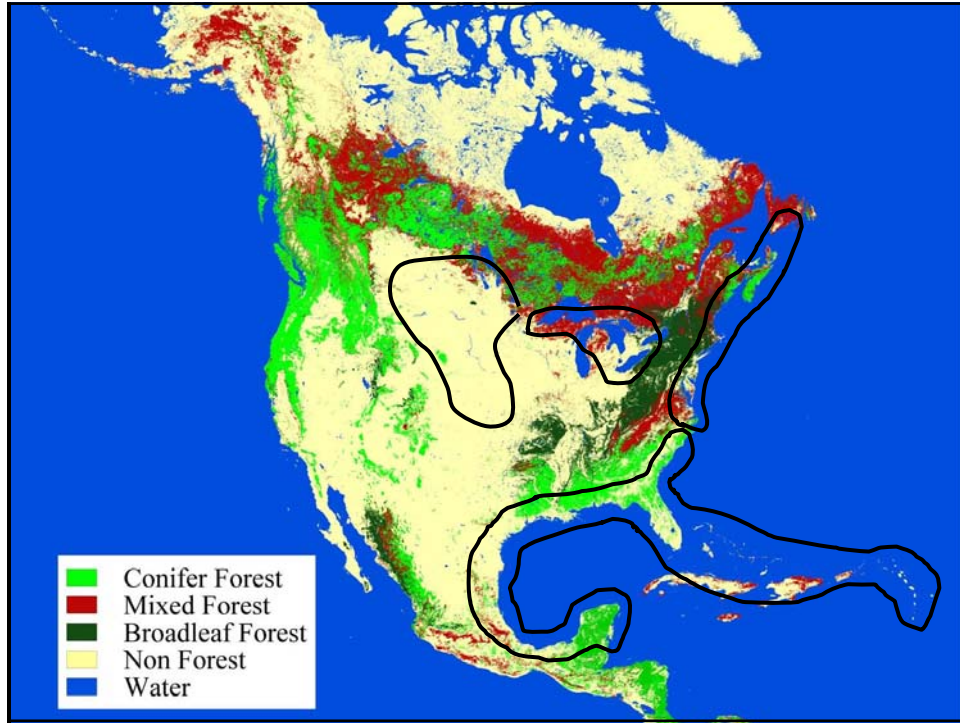 Conifer Forest
Mixed Forest
Broadleaf Forest
Non Forest
Water